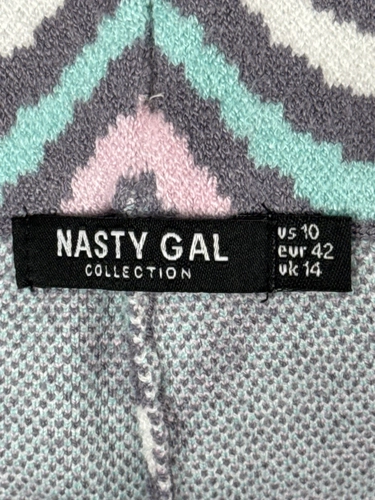 NASTY GAL
COLLECTION
US 10
eur 42
uk 14